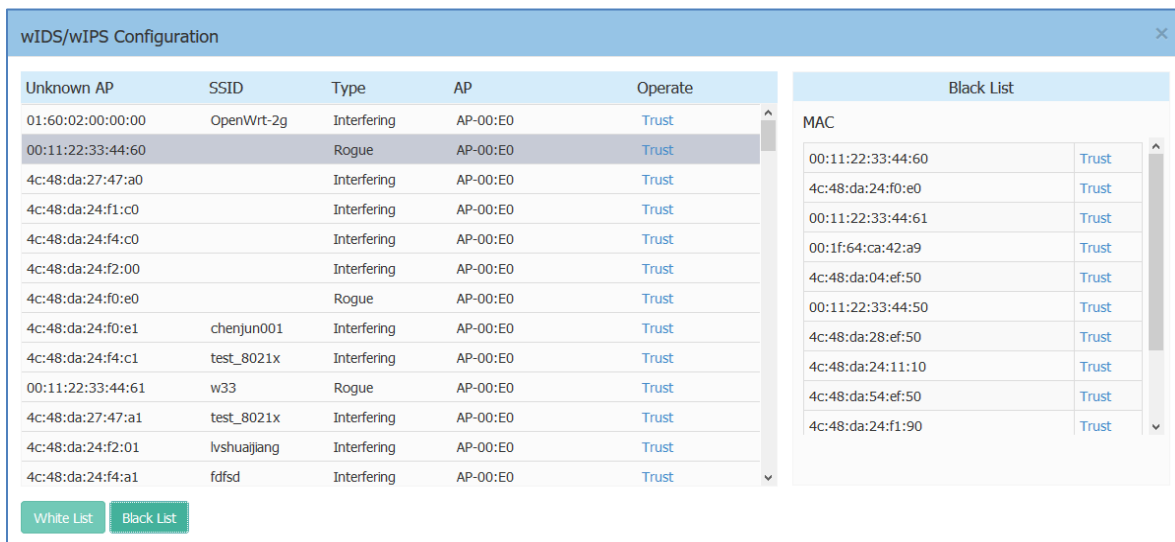 wIDS/wIPS Configuration ×
Unknown AP SSID Type AP Operate
01:60:02:00:00:00 OpenWrt-2g Interfering AP-00:E0 Trust
00:11:22:33:44:60 Rogue AP-00:E0 Trust
4c:48:da:27:47:a0 Interfering AP-00:E0 Trust
4c:48:da:24:f1:c0 Interfering AP-00:E0 Trust
4c:48:da:24:f4:c0 Interfering AP-00:E0 Trust
4c:48:da:24:f2:00 Interfering AP-00:E0 Trust
4c:48:da:24:f0:e0 Rogue AP-00:E0 Trust
4c:48:da:24:f0:e1 chenjun001 Interfering AP-00:E0 Trust
4c:48:da:24:f4:c1 test_8021x Interfering AP-00:E0 Trust
00:11:22:33:44:61 w33 Rogue AP-00:E0 Trust
4c:48:da:27:47:a1 test_8021x Interfering AP-00:E0 Trust
4c:48:da:24:f2:01 lvshuaijiang Interfering AP-00:E0 Trust
4c:48:da:24:f4:a1 fdfsd Interfering AP-00:E0 Trust
White List Black List
Black List
MAC
00:11:22:33:44:60 Trust
4c:48:da:24:f0:e0 Trust
00:11:22:33:44:61 Trust
00:1f:64:ca:42:a9 Trust
4c:48:da:04:ef:50 Trust
00:11:22:33:44:50 Trust
4c:48:da:28:ef:50 Trust
4c:48:da:24:11:10 Trust
4c:48:da:54:ef:50 Trust
4c:48:da:24:f1:90 Trust